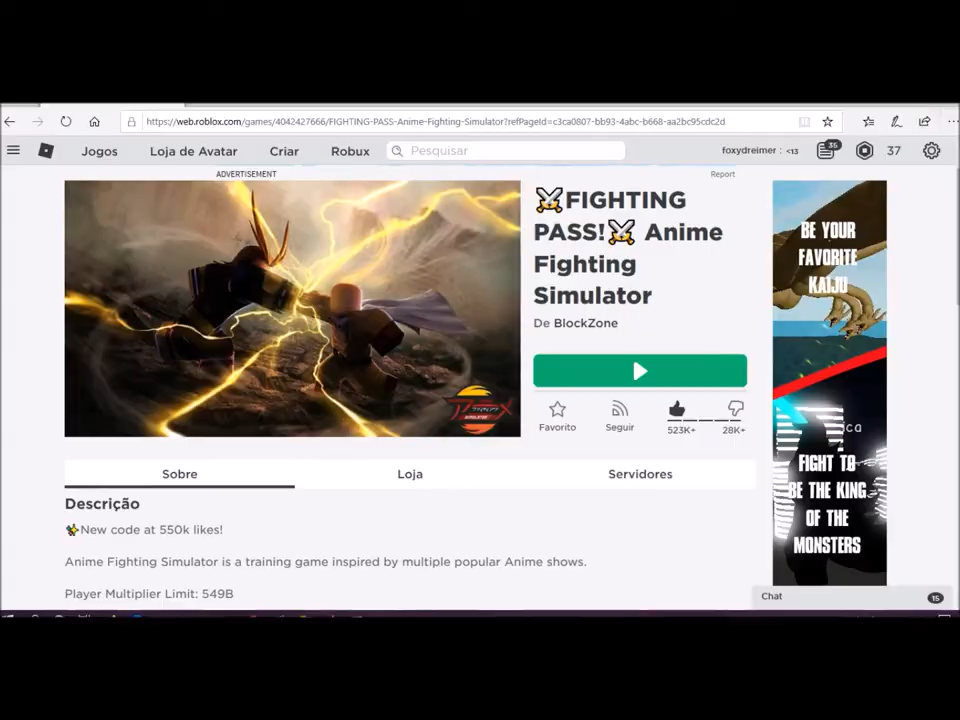 https://web.roblox.com/games/4042427666/FIGHTING-PASS-Anime-Fighting-Simulator?refPageId=c3ca0807-bb93-4abc-b668-aa2bc95cdc2d
Jogos Loja de Avatar Criar Robux Pesquisar foxydreimer : <13 35 37
ADVERTISEMENT Report
FIGHTING
PASS! Anime
Fighting
Simulator
De BlockZone
Favorito Seguir 523K+ 28K+
BE YOUR
FAVORITE
KAIJU
FIGHT TO
BE THE KING
OF THE
MONSTERS
Sobre Loja Servidores
Descrição
New code at 550k likes!
Anime Fighting Simulator is a training game inspired by multiple popular Anime shows.
Player Multiplier Limit: 549B
Chat 15